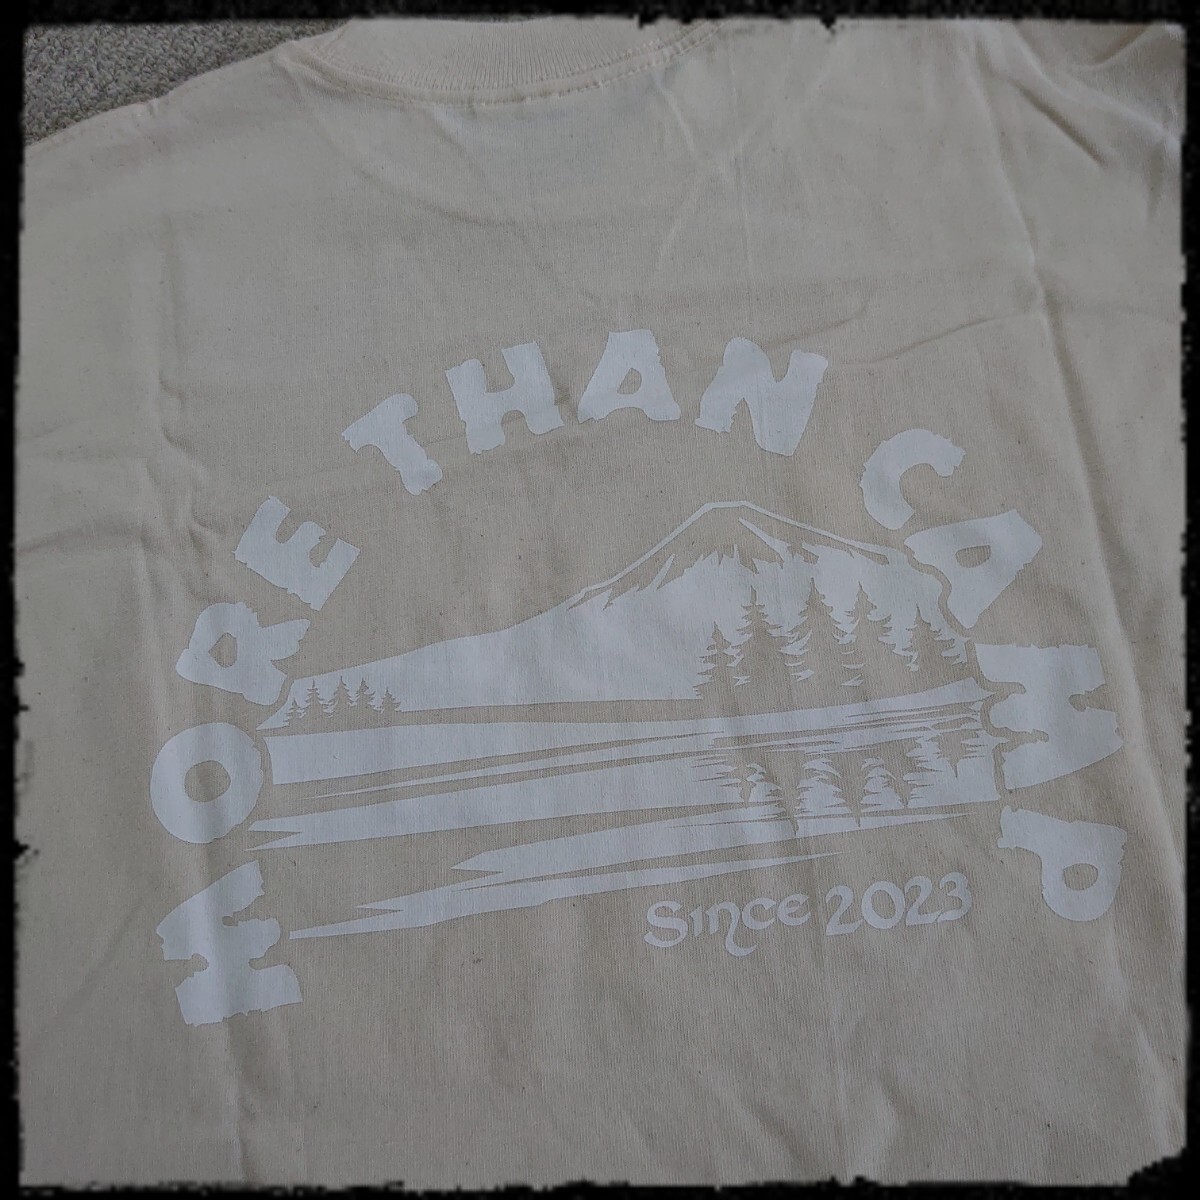 MORE THAN CAMP
Since 2023